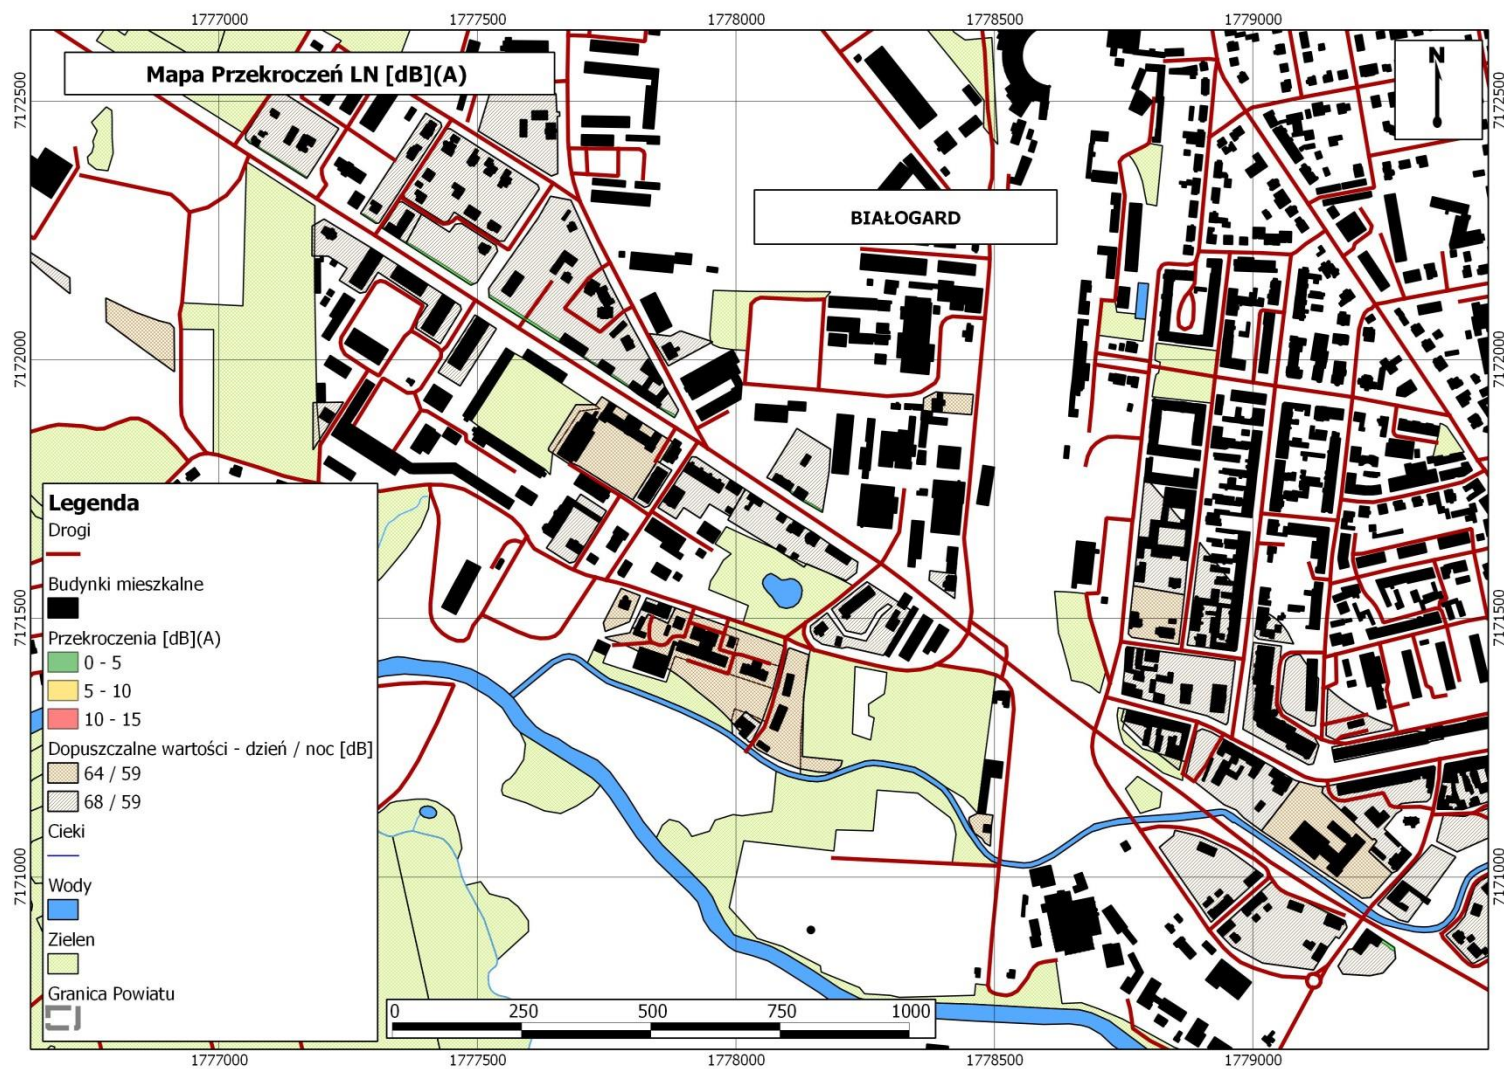 1777000 1777500 1778000 1778500 1779000
Mapa Przekroczeń LN [dB](A)
N
7172500 7172500
BIAŁOGARD
7172000 7172000
Legenda
Drogi
Budynki mieszkalne
7171500 7171500
Przekroczenia [dB](A)
0 - 5
5 - 10
10 - 15
Dopuszczalne wartości - dzień / noc [dB]
64 / 59
68 / 59
Cieki
Wody
7171000 7171000
Zielen
Granica Powiatu
0 250 500 750 1000
1777000 1777500 1778000 1778500 1779000